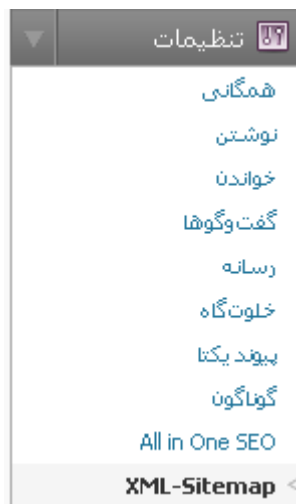 تنظیمات
همگانی
نوشتن
خواندن
گفت‌وگوها
رسانه
خلوت‌گاه
پیوند یکتا
گوناگون
All in One SEO
XML-Sitemap